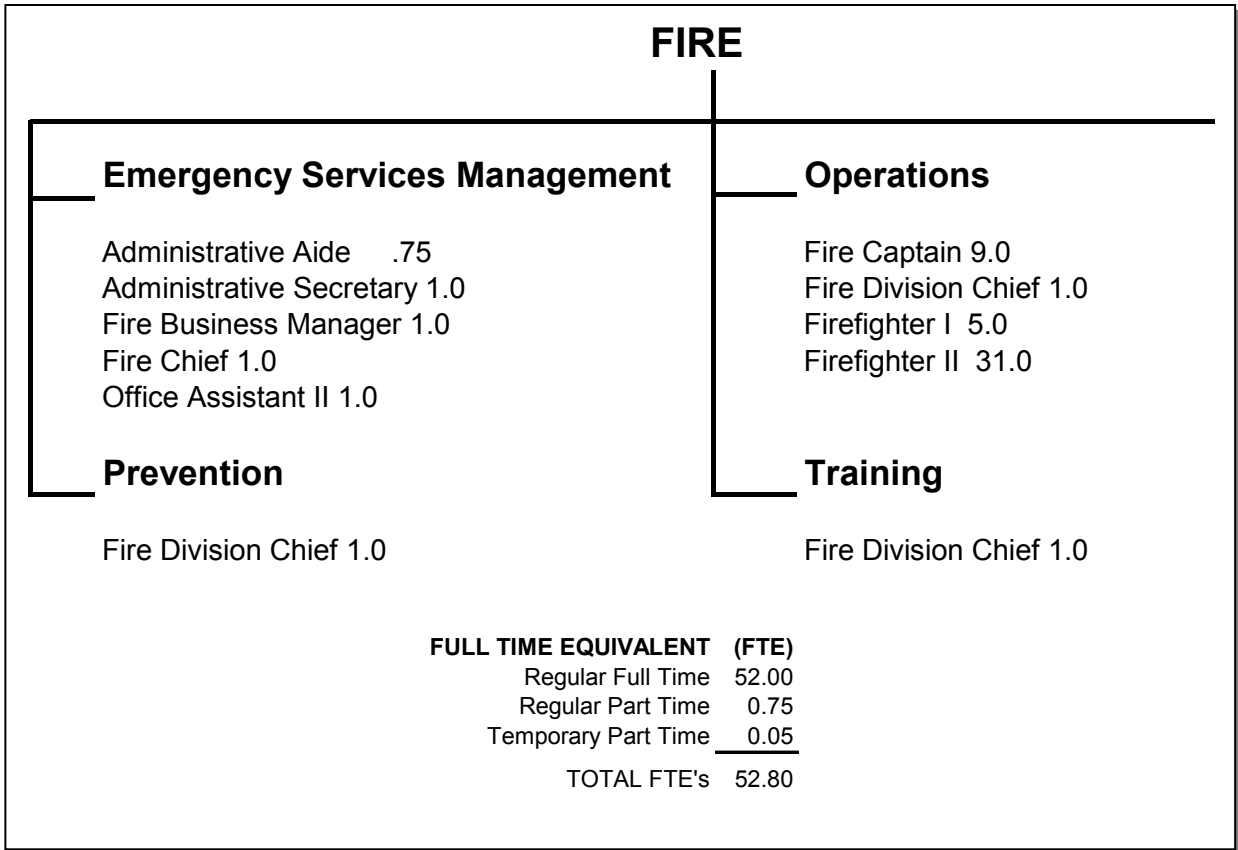 FIRE
Emergency Services Management
Administrative Aide .75
Administrative Secretary 1.0
Fire Business Manager 1.0
Fire Chief 1.0
Office Assistant II 1.0
Operations
Fire Captain 9.0
Fire Division Chief 1.0
Firefighter I 5.0
Firefighter II 31.0
Prevention
Fire Division Chief 1.0
Training
Fire Division Chief 1.0
FULL TIME EQUIVALENT (FTE)
Regular Full Time 52.00
Regular Part Time 0.75
Temporary Part Time 0.05
TOTAL FTE's 52.80